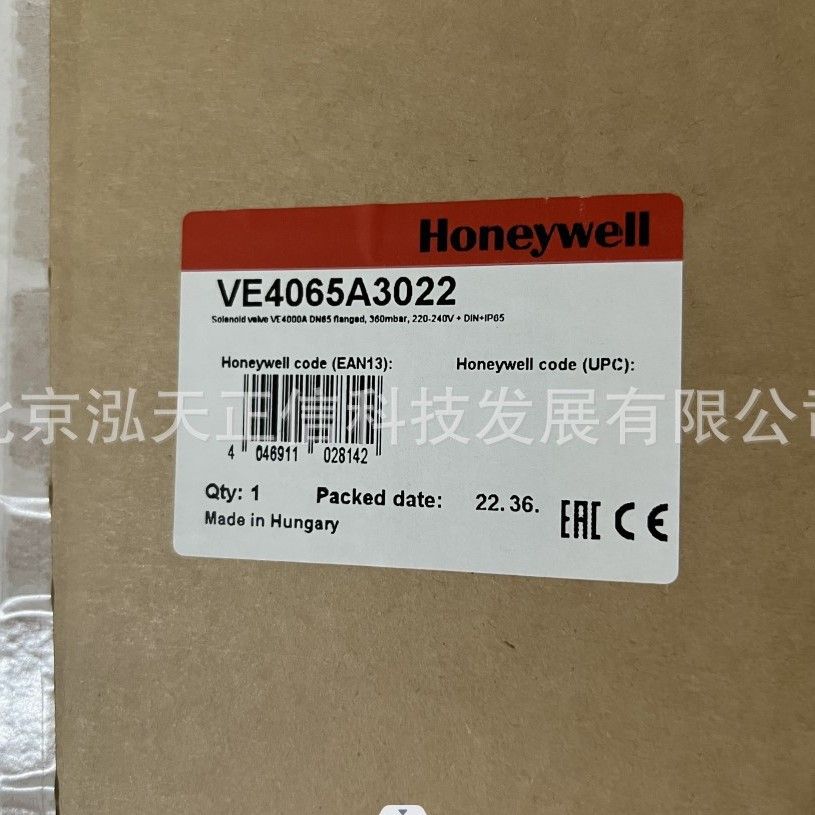 Honeywell
VE4065A3022
Solenoid valve VE4000A DN65 flanged, 360mbar, 220-240V + DIN+IP65
Honeywell code (EAN13): Honeywell code (UPC):
北京泓天正信科技发展有限公司
4 046911 028142
Qty: 1 Packed date: 22.36.
Made in Hungary
EAC CE